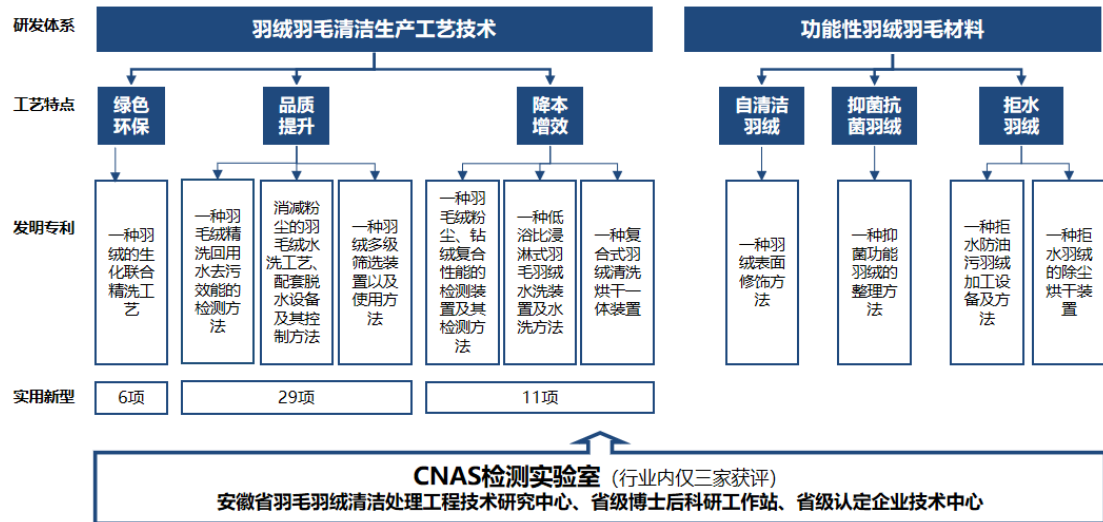 研发体系
羽绒羽毛清洁生产工艺技术
功能性羽绒羽毛材料
工艺特点
绿色
环保
品质
提升
降本
增效
自清洁
羽绒
抑菌抗
菌羽绒
拒水
羽绒
发明专利
一种羽
绒的生
化联合
精洗工
艺
一种羽
毛绒精
洗回用
水去污
效能的
检测方
法
消减粉
尘的羽
毛绒水
洗工艺、
配套脱
水设备
及其控
制方法
一种羽
绒多级
筛选装
置以及
使用方
法
一种羽
毛绒粉
尘、钻
绒复合
性能的
检测装
置及其
检测方
法
一种低
浴比浸
淋式羽
毛羽绒
水洗装
置及水
洗方法
一种复
合式羽
绒清洗
烘干一
体装置
一种羽
绒表面
修饰方
法
一种抑
菌功能
羽绒的
整理方
法
一种拒
水防油
污羽绒
加工设
备及方
法
一种拒
水羽绒
的除尘
烘干装
置
实用新型
6项
29项
11项
CNAS检测实验室（行业内仅三家获评）
安徽省羽毛羽绒清洁处理工程技术研究中心、省级博士后科研工作站、省级认定企业技术中心